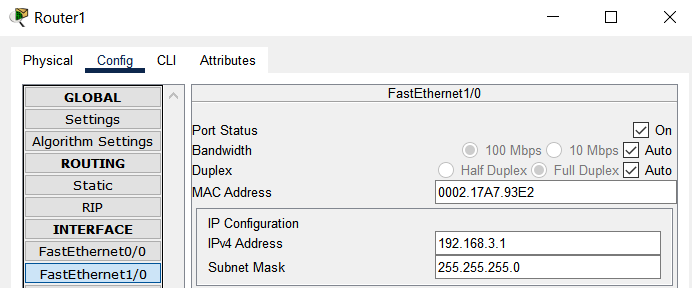 Router1
Physical Config CLI Attributes
GLOBAL
Settings
Algorithm Settings
ROUTING
Static
RIP
INTERFACE
FastEthernet0/0
FastEthernet1/0
FastEthernet1/0
Port Status On
Bandwidth 100 Mbps 10 Mbps Auto
Duplex Half Duplex Full Duplex Auto
MAC Address 0002.17A7.93E2
IP Configuration
IPv4 Address 192.168.3.1
Subnet Mask 255.255.255.0